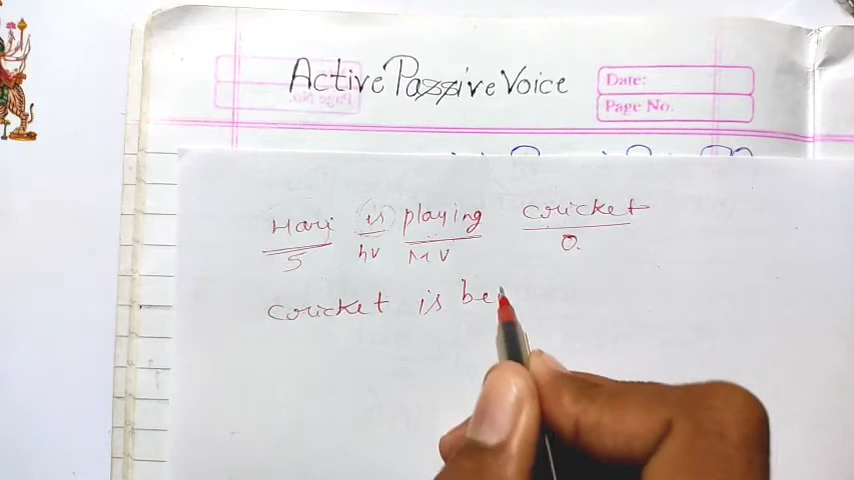 Active Passive Voice
Date:
Page No.
Hari is playing cricket
S hv MV O.
cricket is be